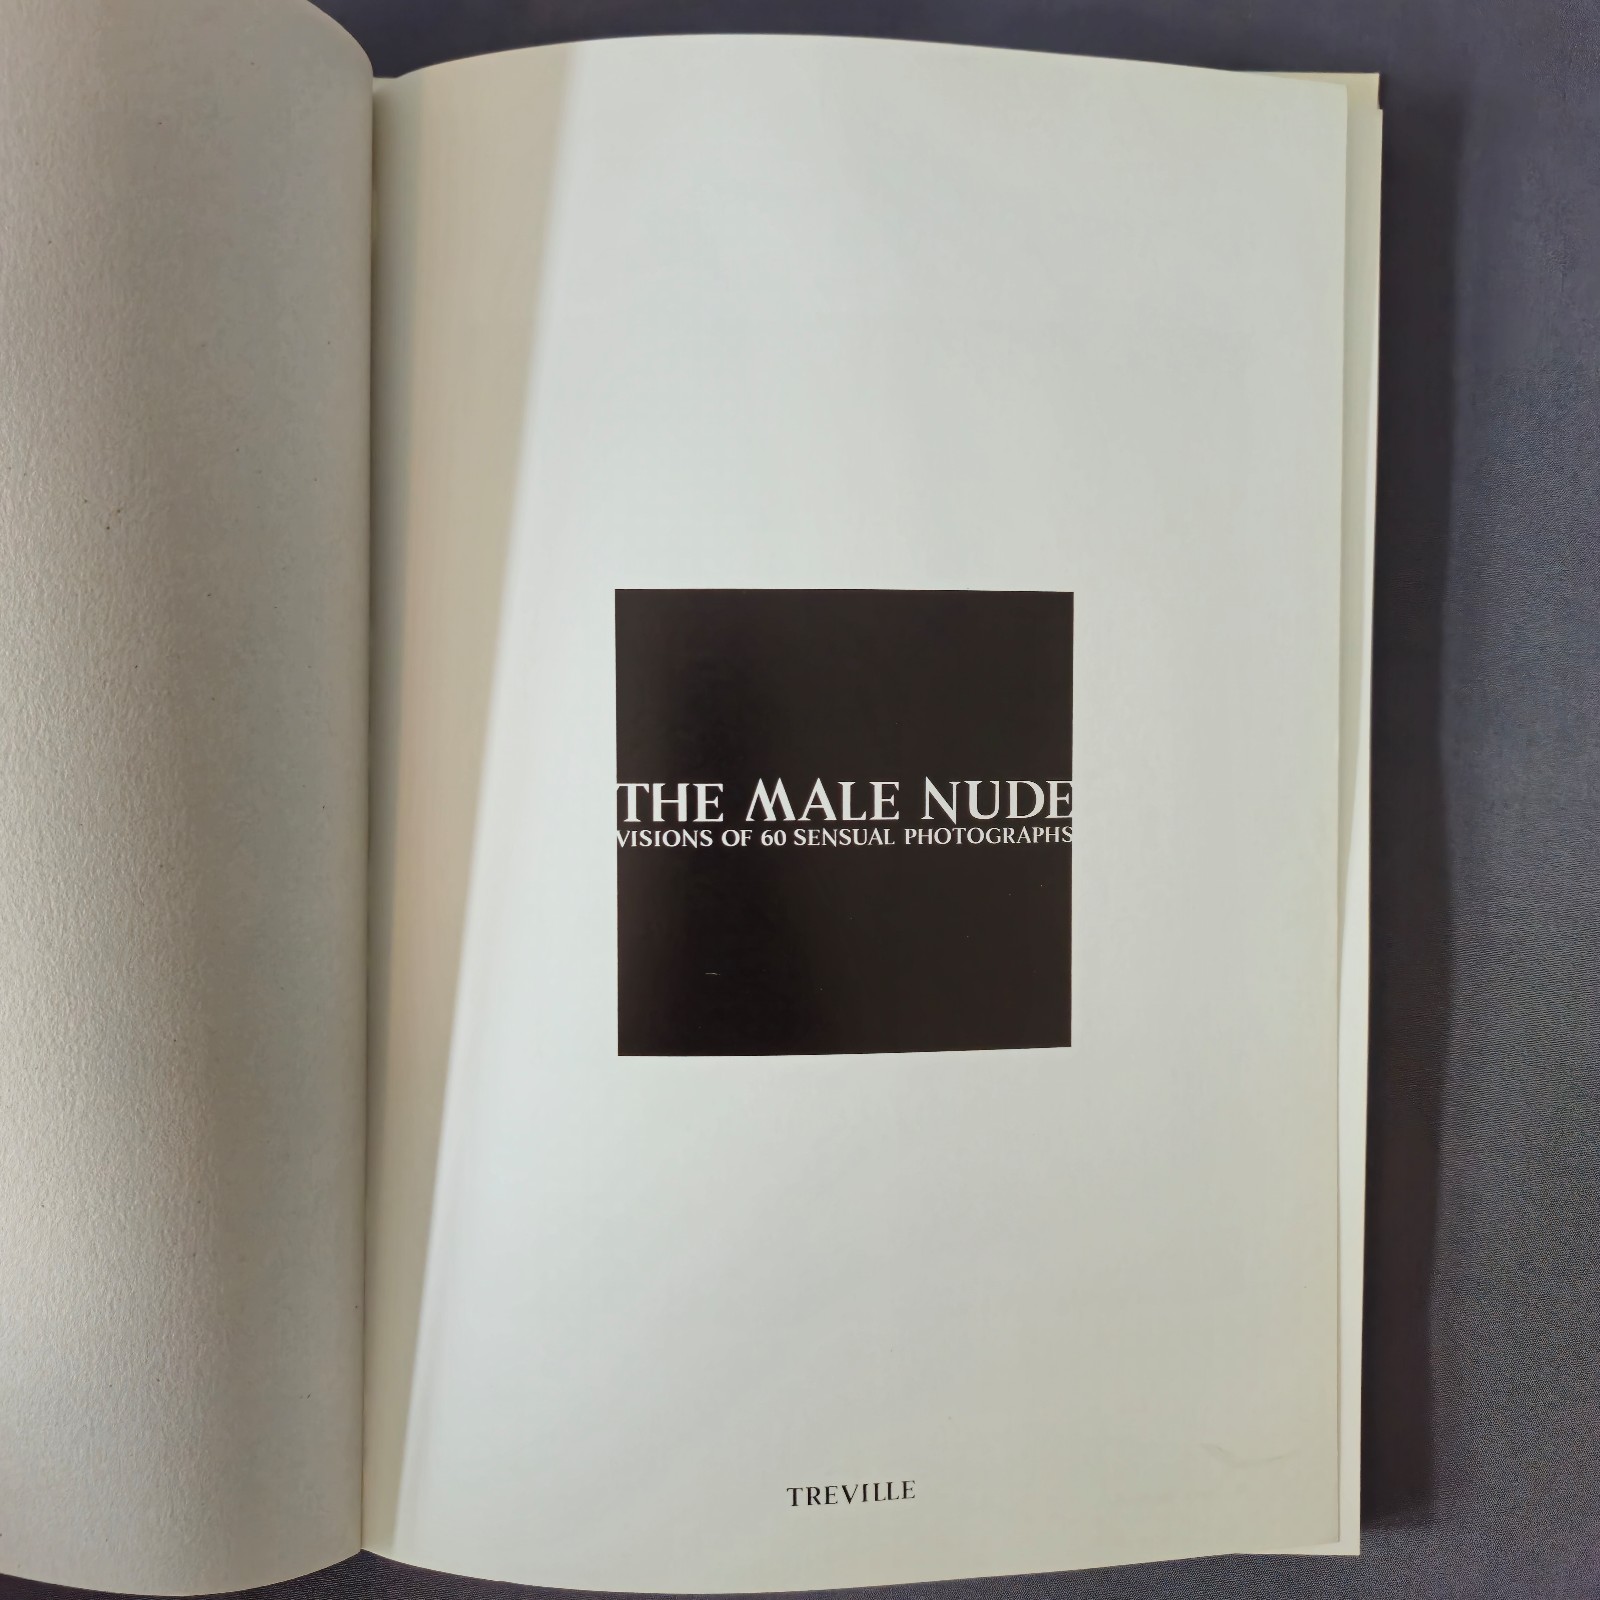 THE MALE NUDE
VISIONS OF 60 SENSUAL PHOTOGRAPHS
TREVILLE